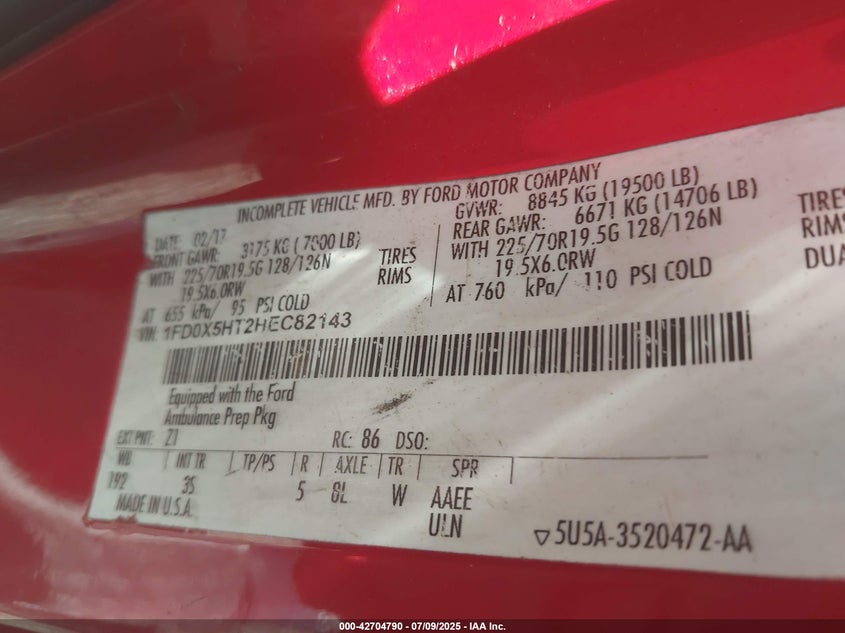 INCOMPLETE VEHICLE MFD. BY FORD MOTOR COMPANY
DATE: 02/17 GVWR: 8845 KG (19500 LB)
FRONT GAWR: 3175 KG (7000 LB) REAR GAWR: 6671 KG (14706 LB)
WITH 225/70R19.5G 128/126N TIRES WITH 225/70R19.5G 128/126N TIRES
19.5X6.0RW RIMS 19.5X6.0RW RIMS
AT 655 kPa/ 95 PSI COLD AT 760 kPa/ 110 PSI COLD DUA
VIN: 1FD0X5HT2HEC82143
Equipped with the Ford
Ambulance Prep Pkg
EXT PNT: Z1 RC: 86 DSO:
WB INT TR TP/PS R AXLE TR SPR
192 3S 5 8L W AAEE
MADE IN U.S.A. ULN
5U5A-3520472-AA
000-42704790 - 07/09/2025 - IAA Inc.